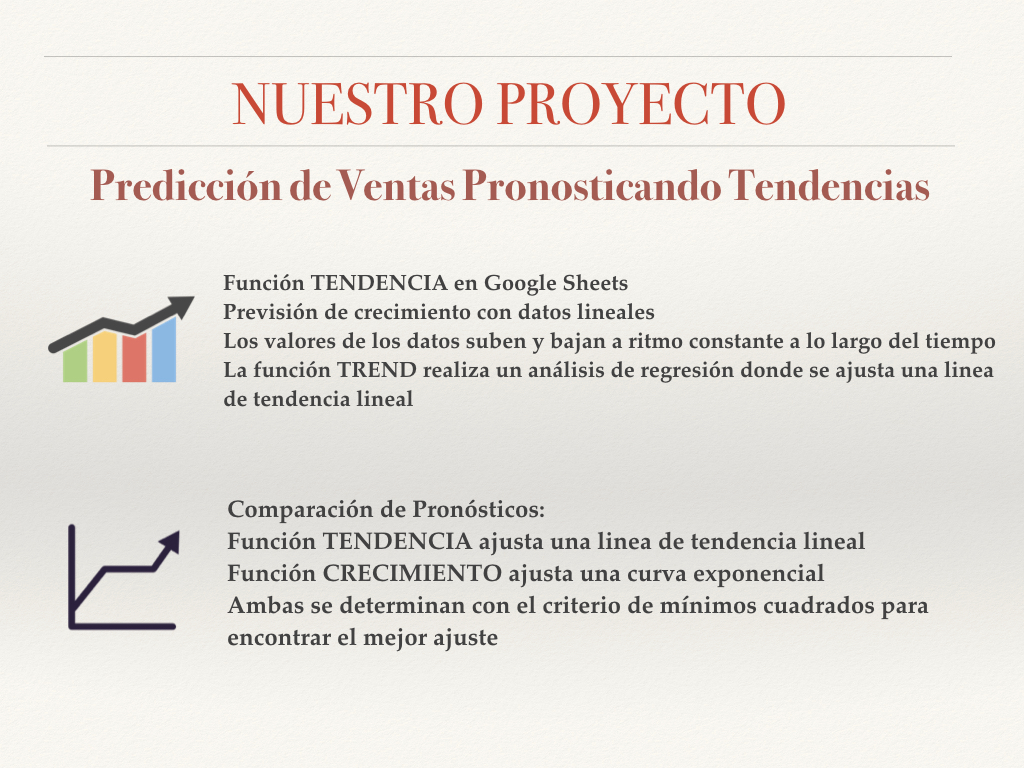 NUESTRO PROYECTO
Predicción de Ventas Pronosticando Tendencias
Función TENDENCIA en Google Sheets
Previsión de crecimiento con datos lineales
Los valores de los datos suben y bajan a ritmo constante a lo largo del tiempo
La función TREND realiza un análisis de regresión donde se ajusta una linea
de tendencia lineal
Comparación de Pronósticos:
Función TENDENCIA ajusta una linea de tendencia lineal
Función CRECIMIENTO ajusta una curva exponencial
Ambas se determinan con el criterio de mínimos cuadrados para
encontrar el mejor ajuste